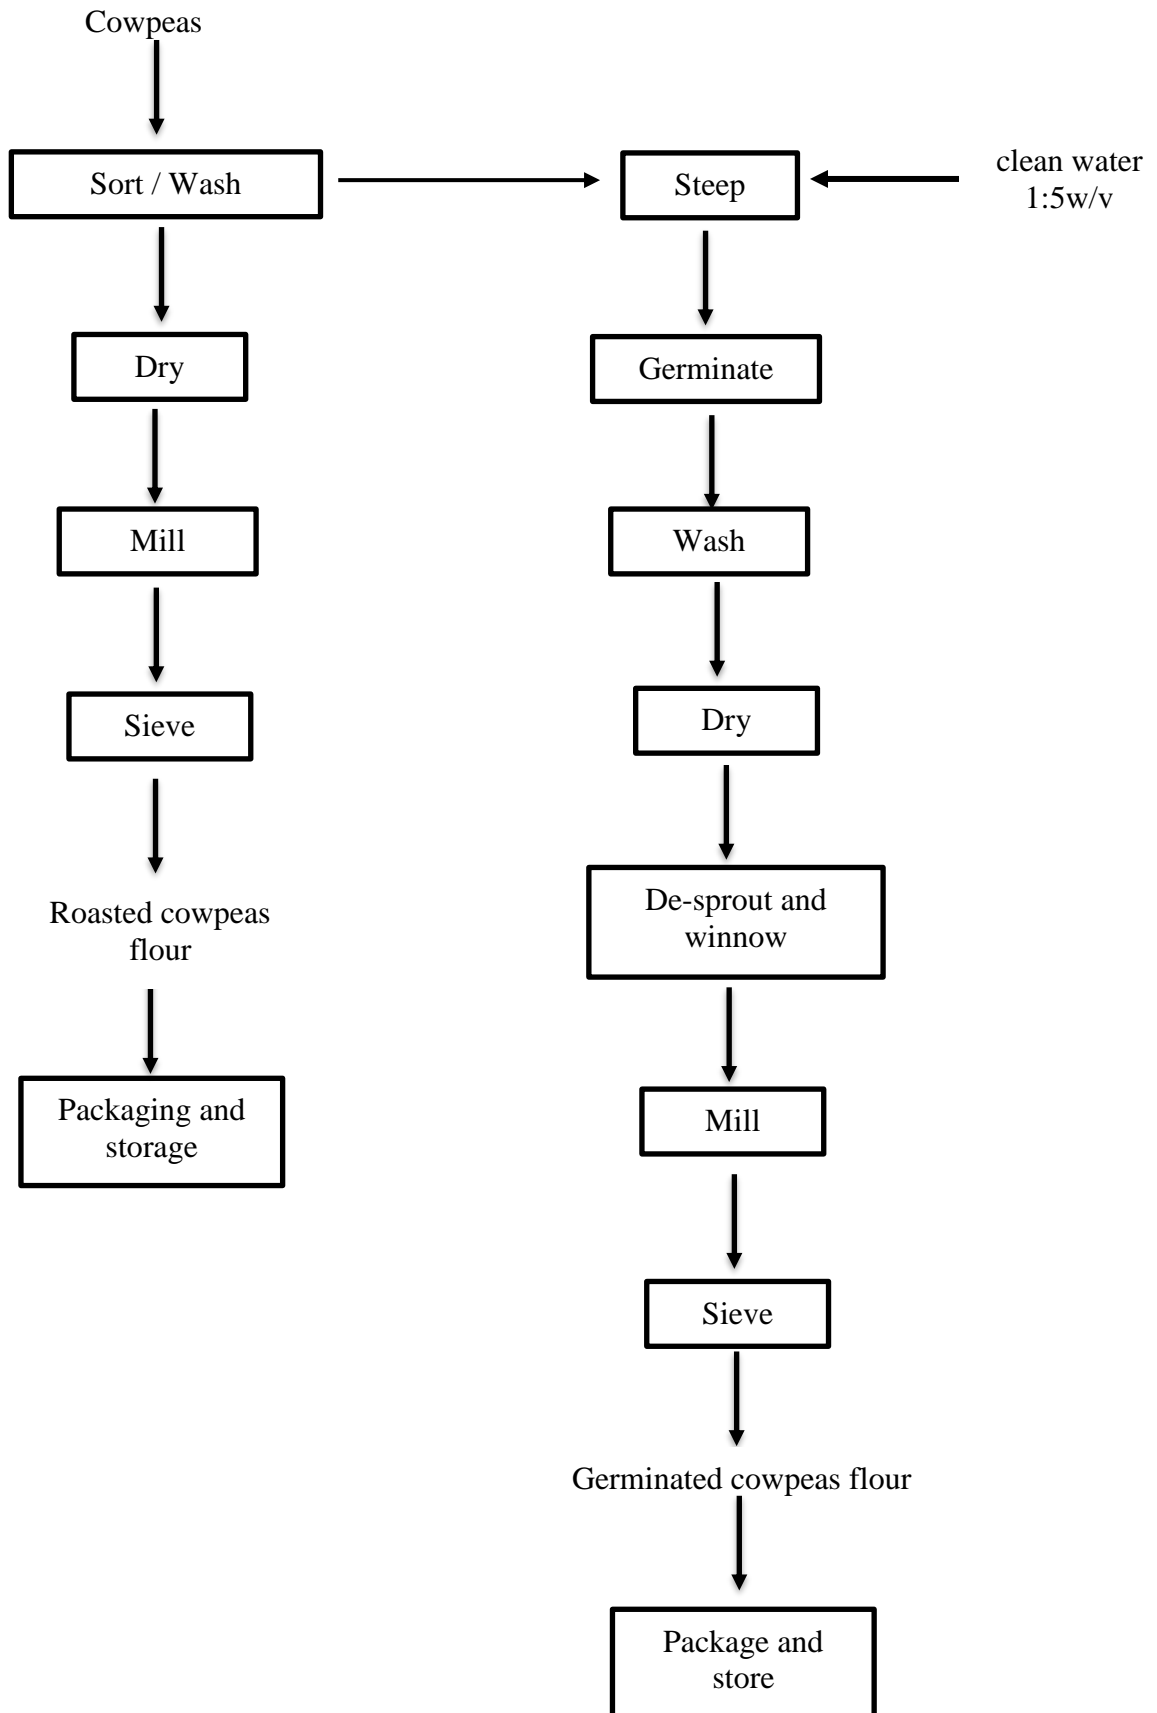 Cowpeas
Sort / Wash
Steep
clean water
1:5w/v
Dry
Germinate
Mill
Wash
Sieve
Dry
Roasted cowpeas
flour
De-sprout and
winnow
Packaging and
storage
Mill
Sieve
Germinated cowpeas flour
Package and
store